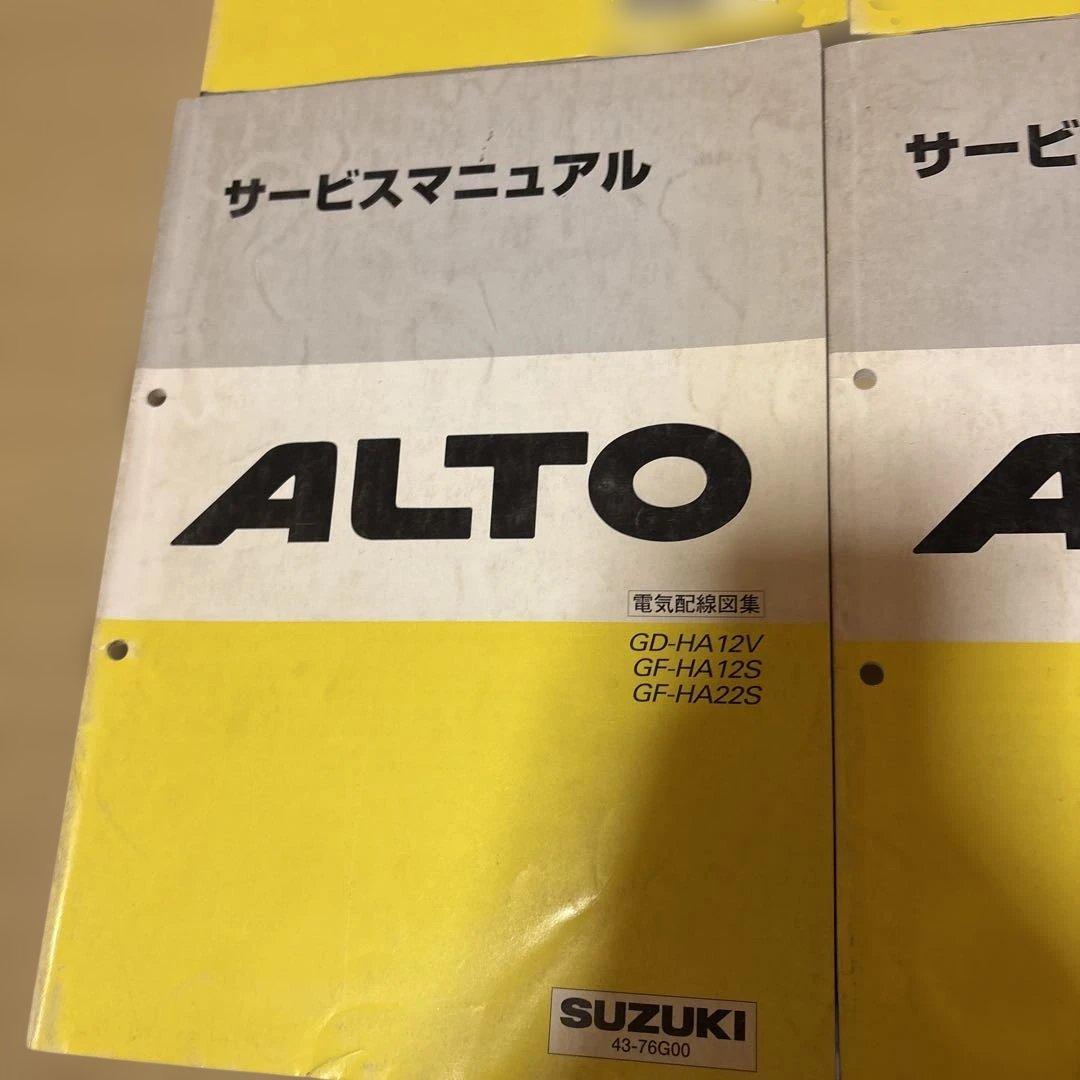 サービスマニュアル
ALTO
電気配線図集
GD-HA12V
GF-HA12S
GF-HA22S
SUZUKI
43-76G00
サービ
A